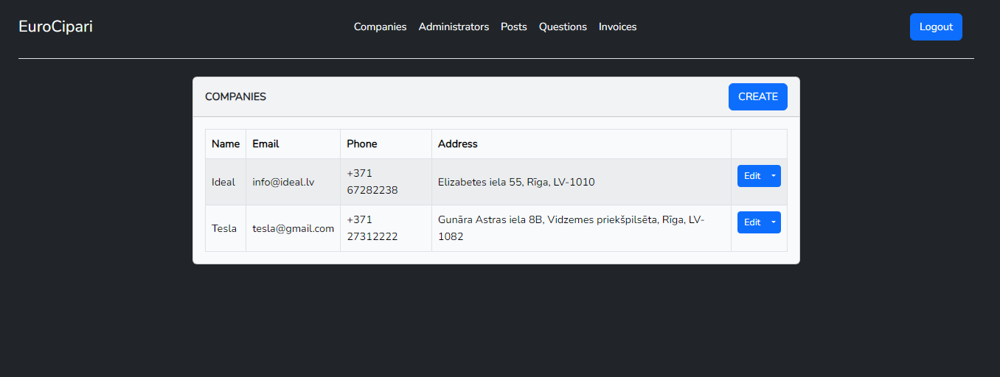 EuroCipari
Companies Administrators Posts Questions Invoices
Logout
COMPANIES
CREATE
Name Email Phone Address
Ideal info@ideal.lv +371
67282238 Elizabetes iela 55, Rīga, LV-1010 Edit
Tesla tesla@gmail.com +371
27312222 Gunāra Astras iela 8B, Vidzemes priekšpilsēta, Rīga, LV-
1082 Edit